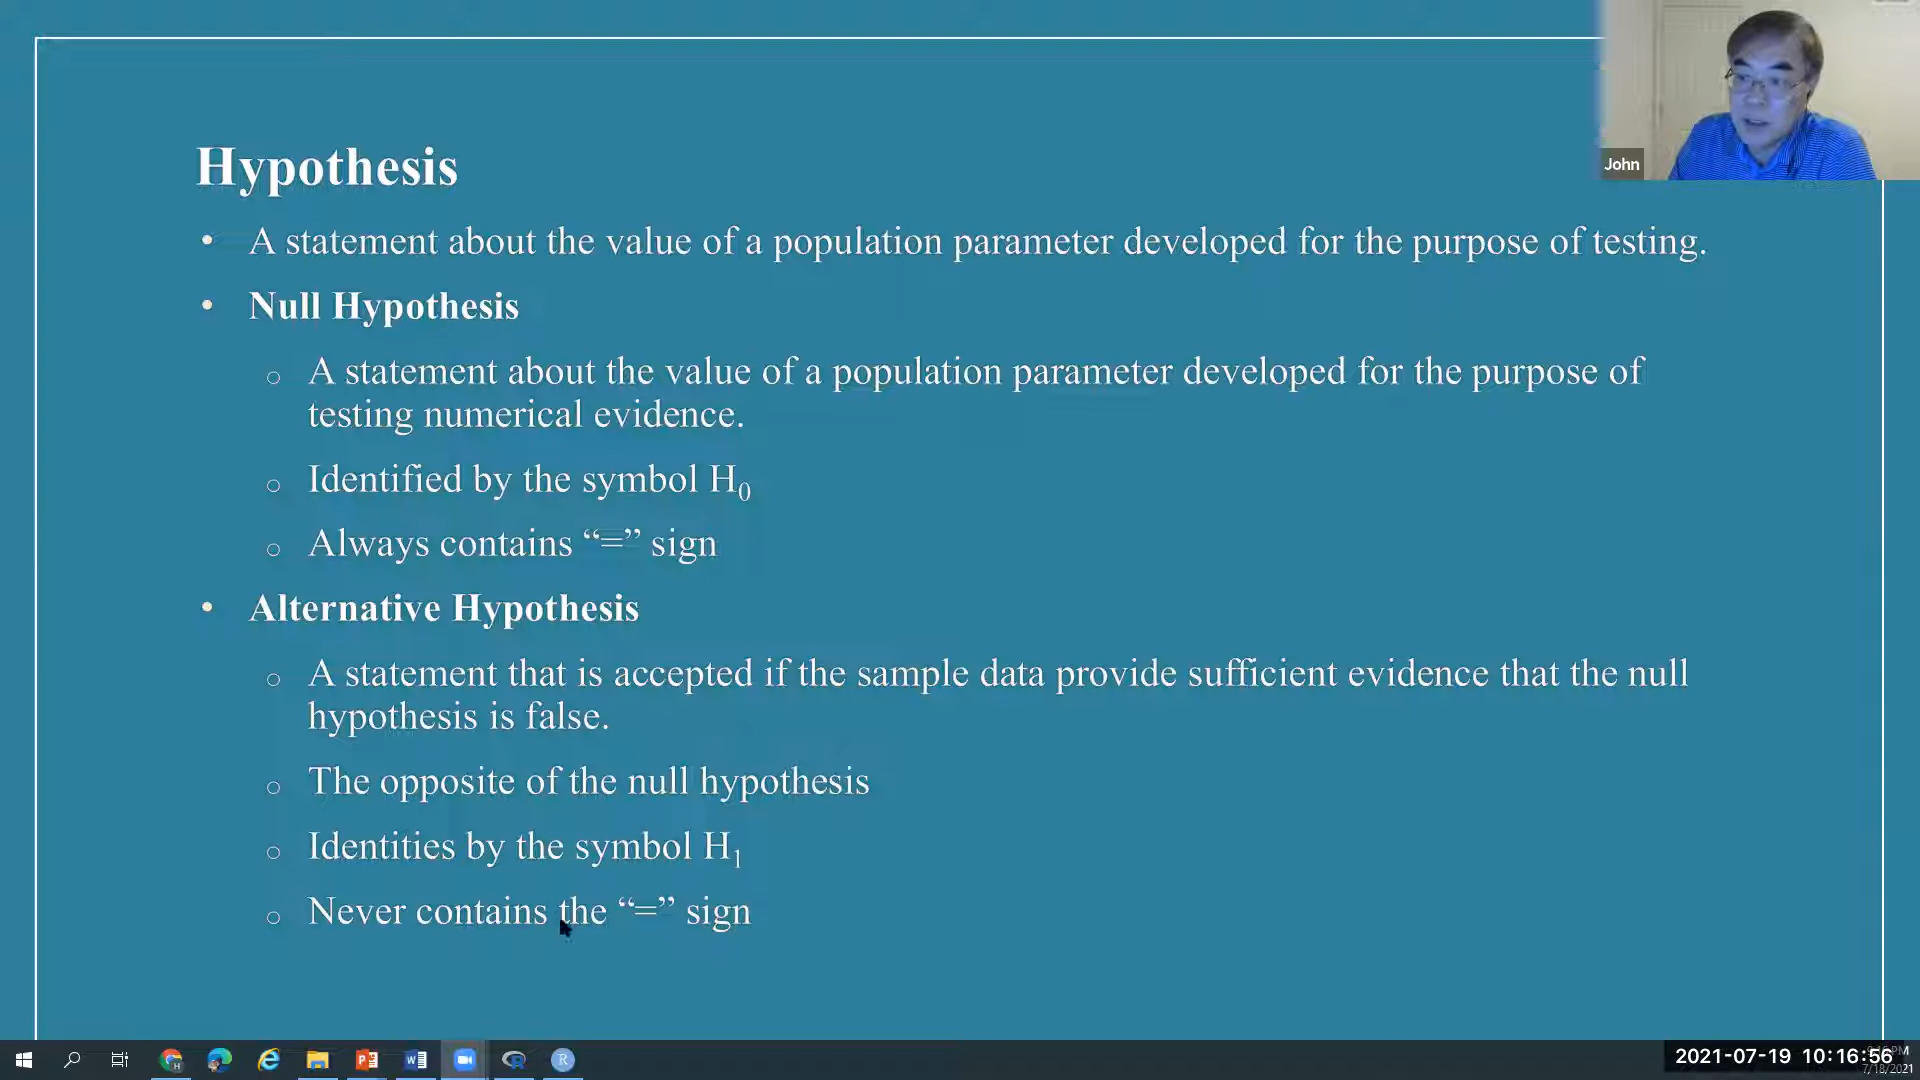 John
Hypothesis
• A statement about the value of a population parameter developed for the purpose of testing.
• Null Hypothesis
o A statement about the value of a population parameter developed for the purpose of
testing numerical evidence.
o Identified by the symbol H₀
o Always contains “=” sign
• Alternative Hypothesis
o A statement that is accepted if the sample data provide sufficient evidence that the null
hypothesis is false.
o The opposite of the null hypothesis
o Identities by the symbol H₁
o Never contains the “=” sign
2021-07-19 10:16:56
7/18/2021